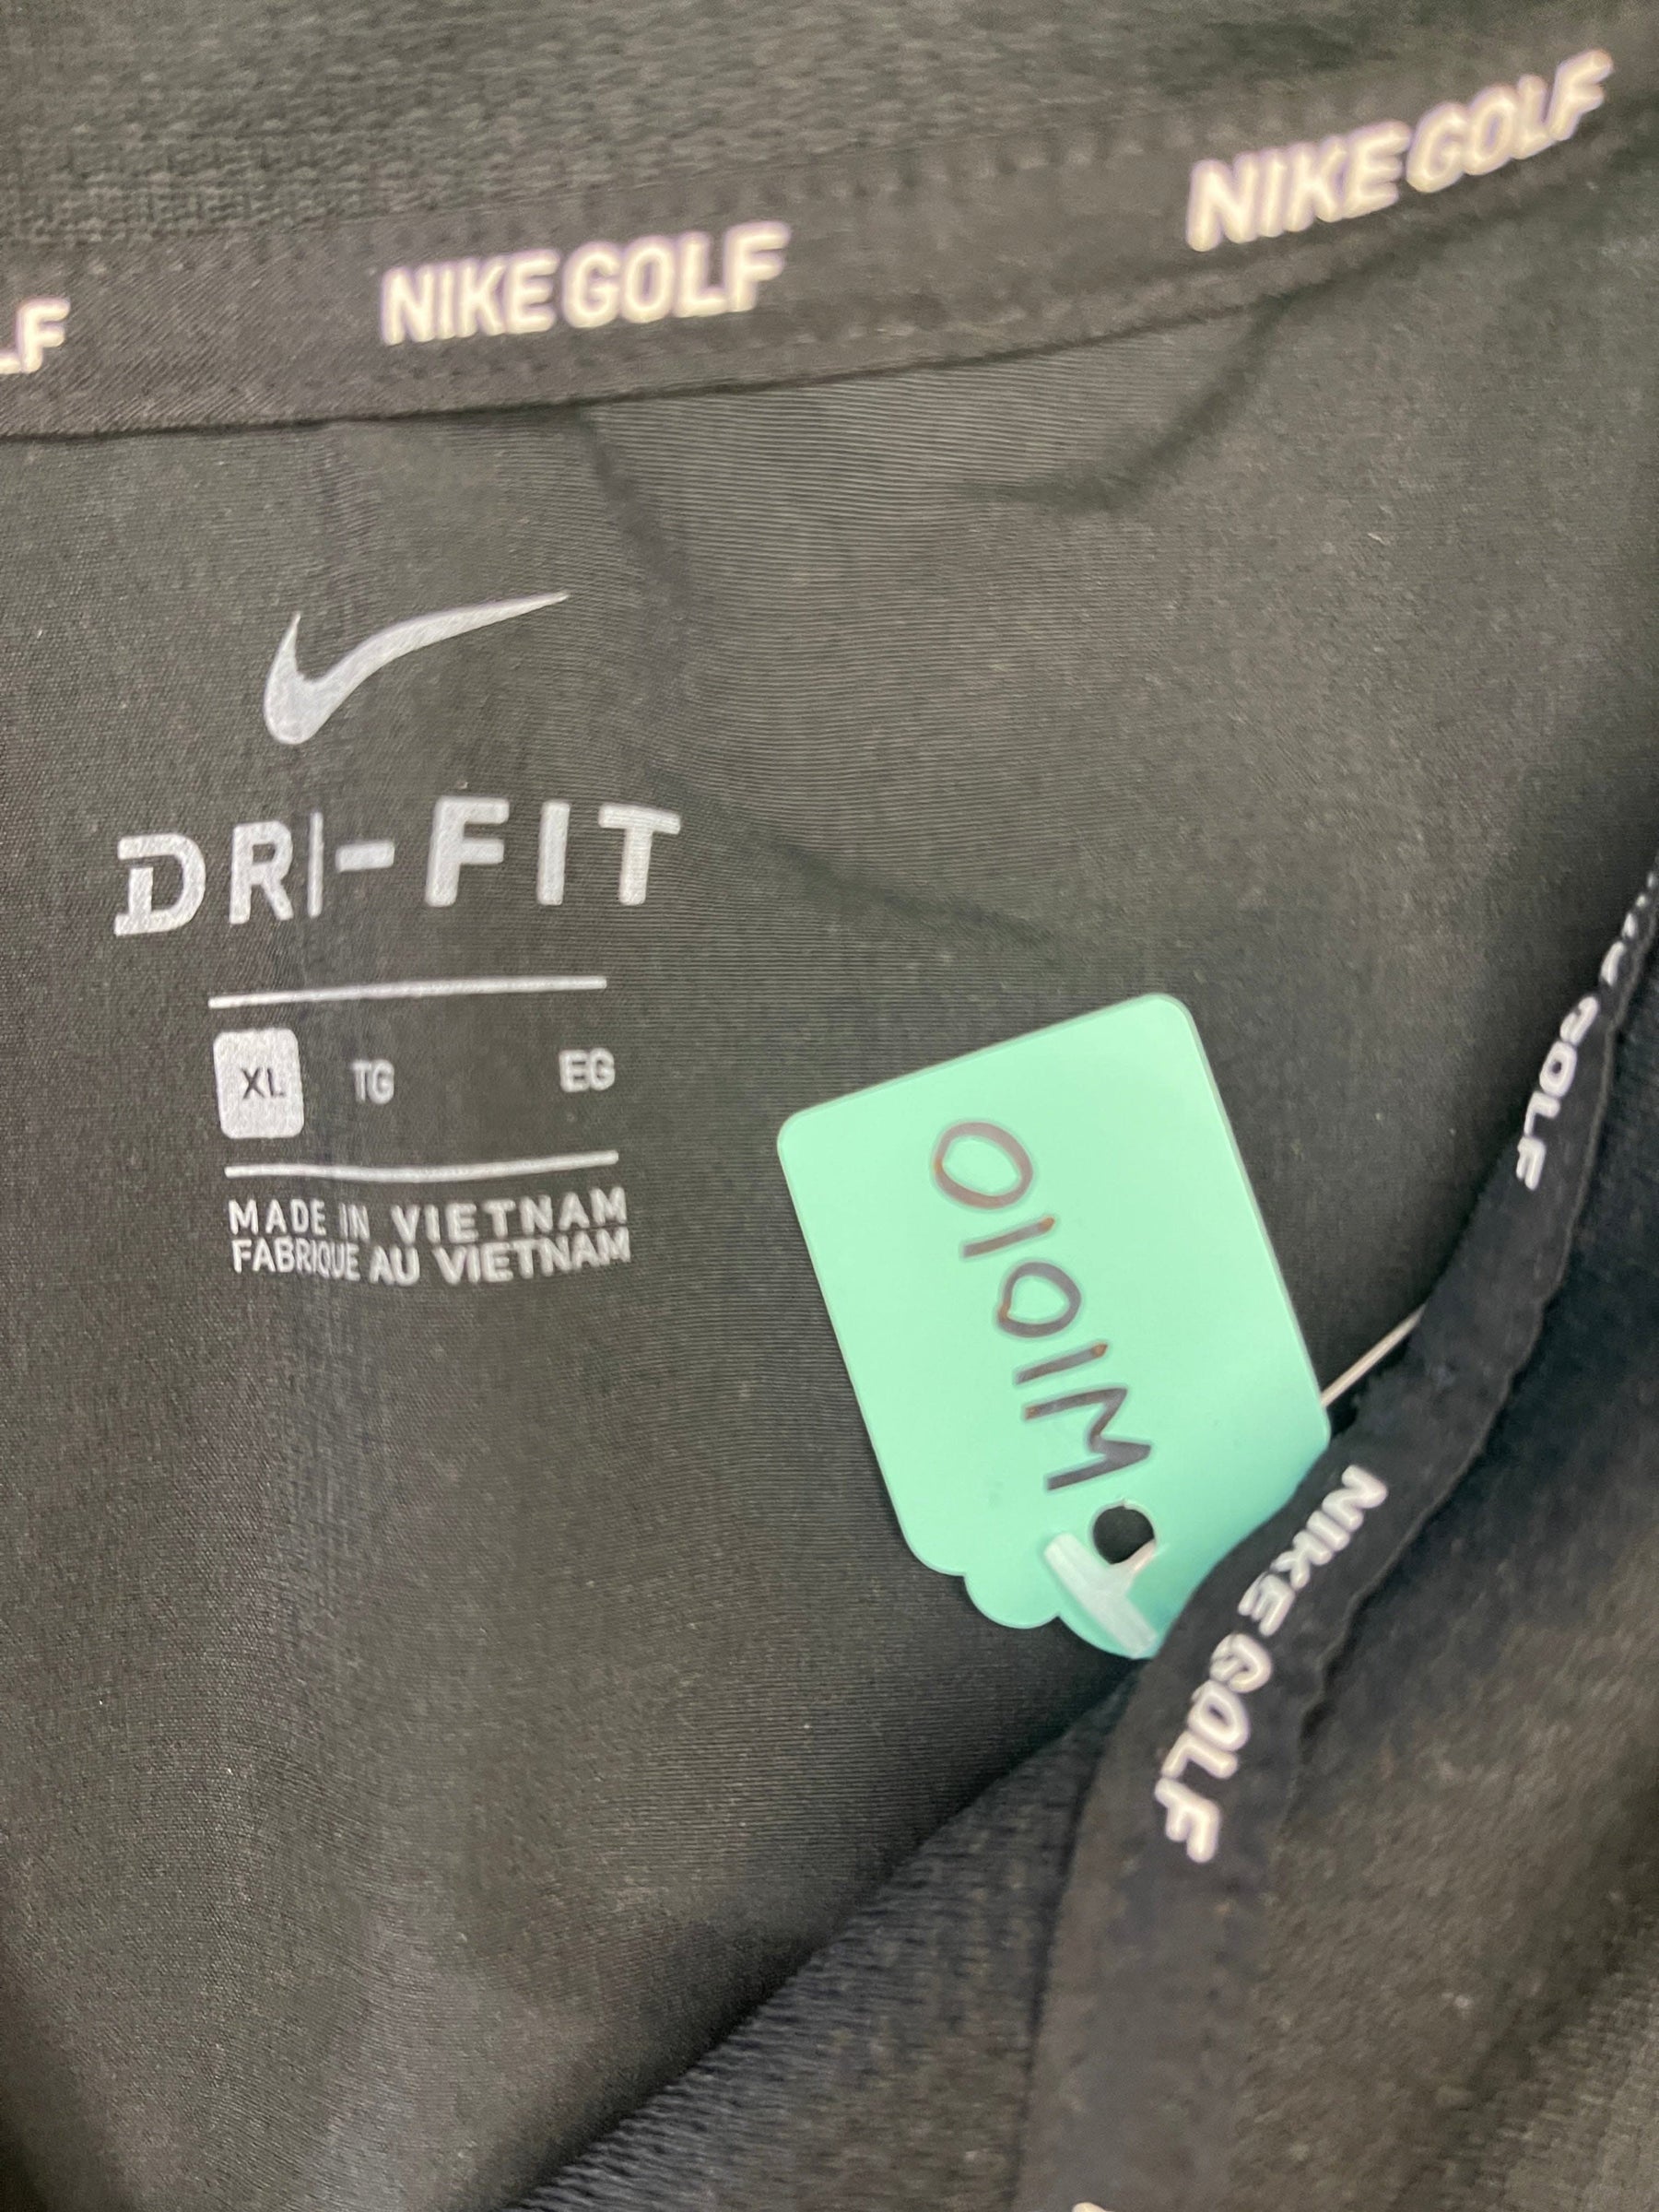 LF
NIKE GOLF
NIKE GOLF
DRI-FIT
XL TG EG
MADE IN VIETNAM
FABRIQUE AU VIETNAM
W1010
GOLF
NIKE GOLF